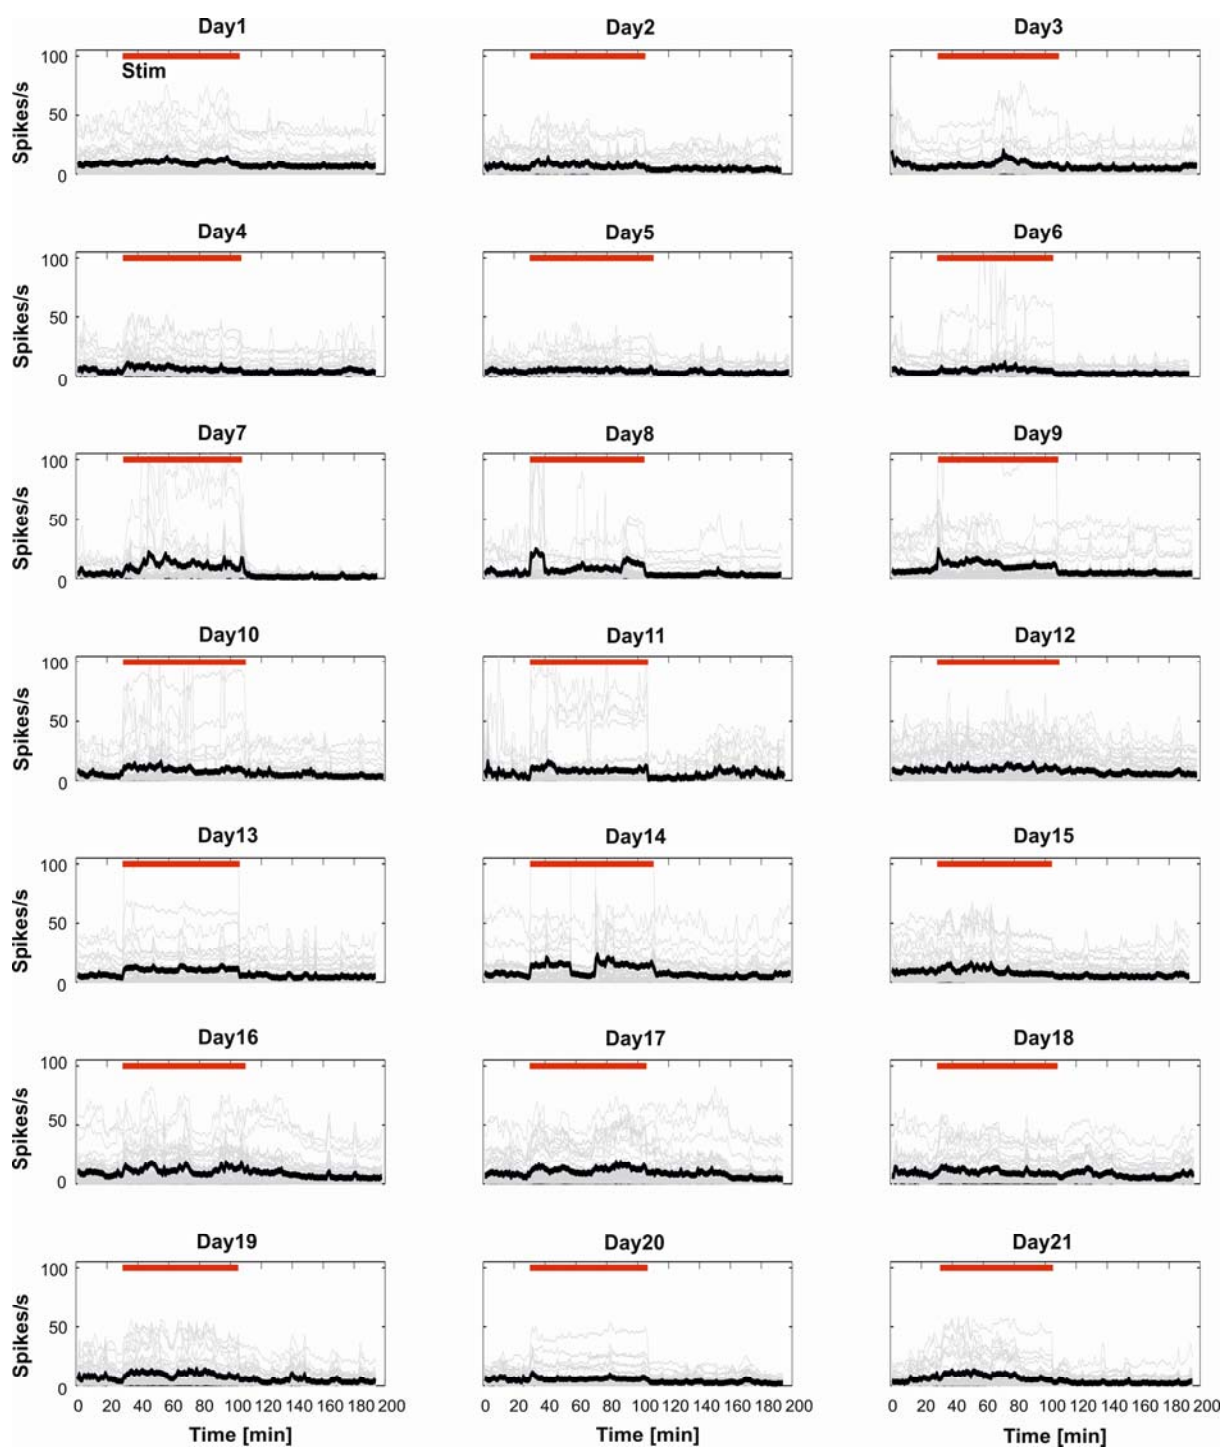 Day1 Day2 Day3
100
Stim
Spikes/s
50
0
Day4 Day5 Day6
100
Spikes/s
50
0
Day7 Day8 Day9
100
Spikes/s
50
0
Day10 Day11 Day12
100
Spikes/s
50
0
Day13 Day14 Day15
100
Spikes/s
50
0
Day16 Day17 Day18
100
Spikes/s
50
0
Day19 Day20 Day21
100
Spikes/s
50
0
0 20 40 60 80 100 120 140 160 180 200 0 20 40 60 80 100 120 140 160 180 200 0 20 40 60 80 100 120 140 160 180 200
Time [min] Time [min] Time [min]